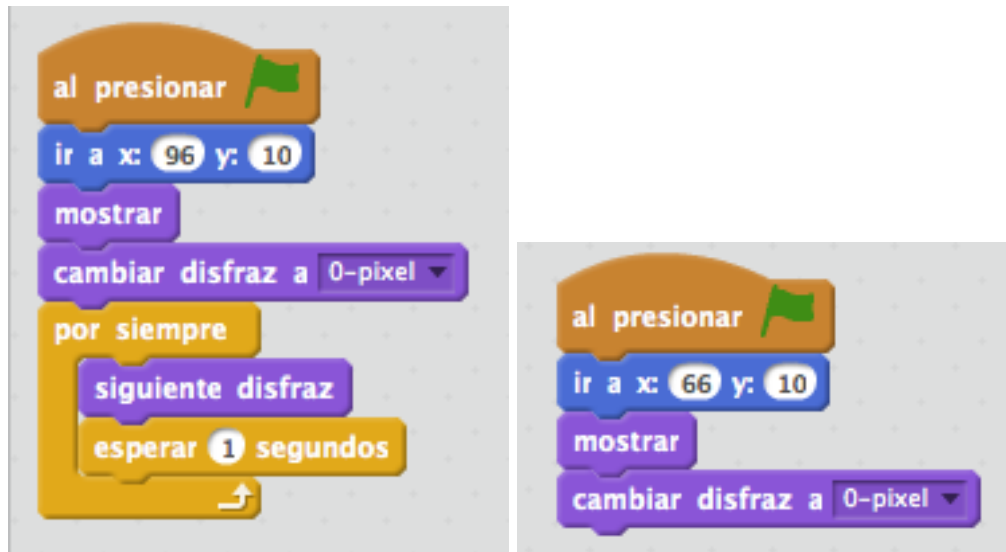 al presionar
ir a x: 96 y: 10
mostrar
cambiar disfraz a 0-pixel
por siempre
siguiente disfraz
esperar 1 segundos
al presionar
ir a x: 66 y: 10
mostrar
cambiar disfraz a 0-pixel